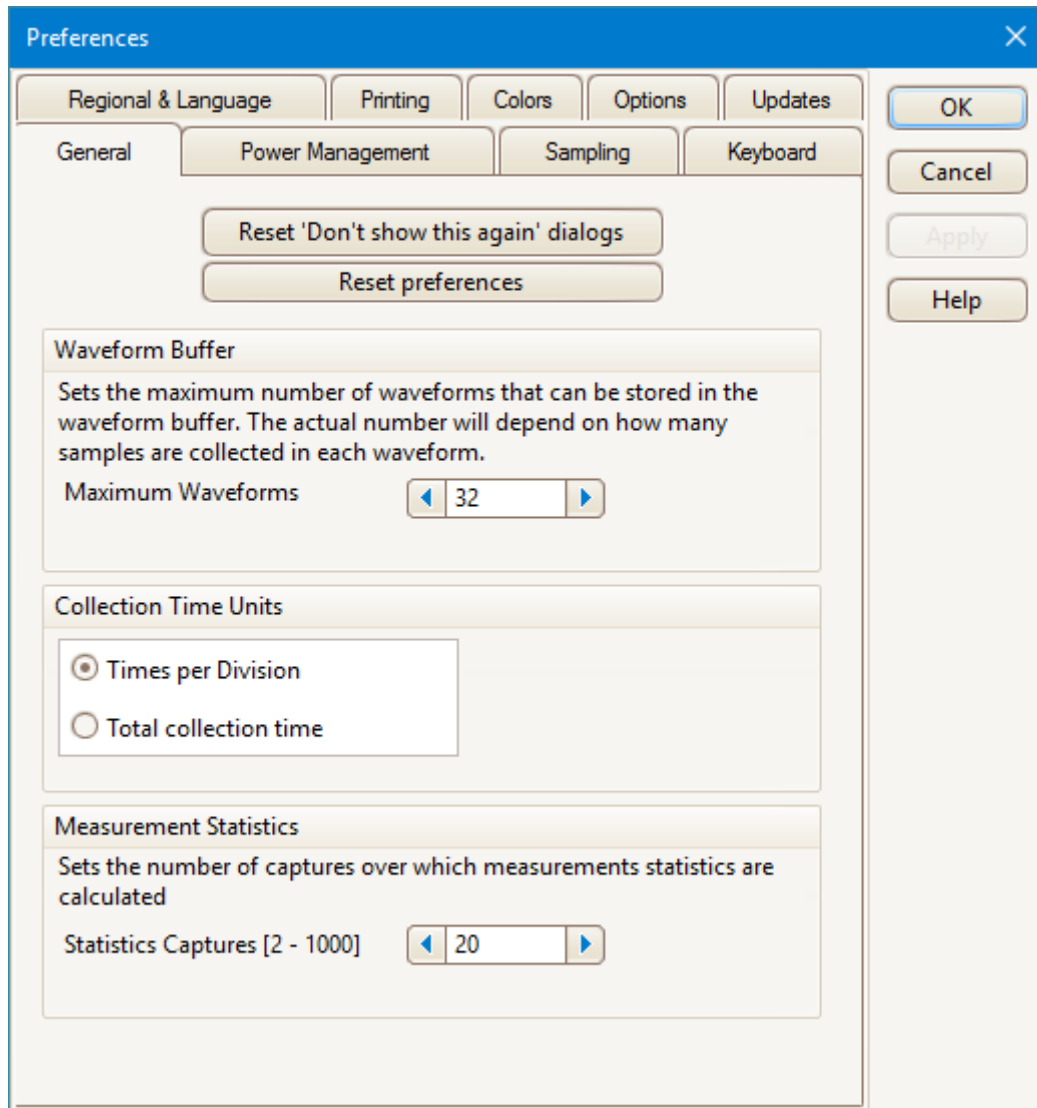 Preferences
Regional & Language
Printing
Colors
Options
Updates
General
Power Management
Sampling
Keyboard
OK
Cancel
Apply
Help
Reset 'Don't show this again' dialogs
Reset preferences
Waveform Buffer
Sets the maximum number of waveforms that can be stored in the
waveform buffer. The actual number will depend on how many
samples are collected in each waveform.
Maximum Waveforms
32
Collection Time Units
Times per Division
Total collection time
Measurement Statistics
Sets the number of captures over which measurements statistics are
calculated
Statistics Captures [2 - 1000]
20